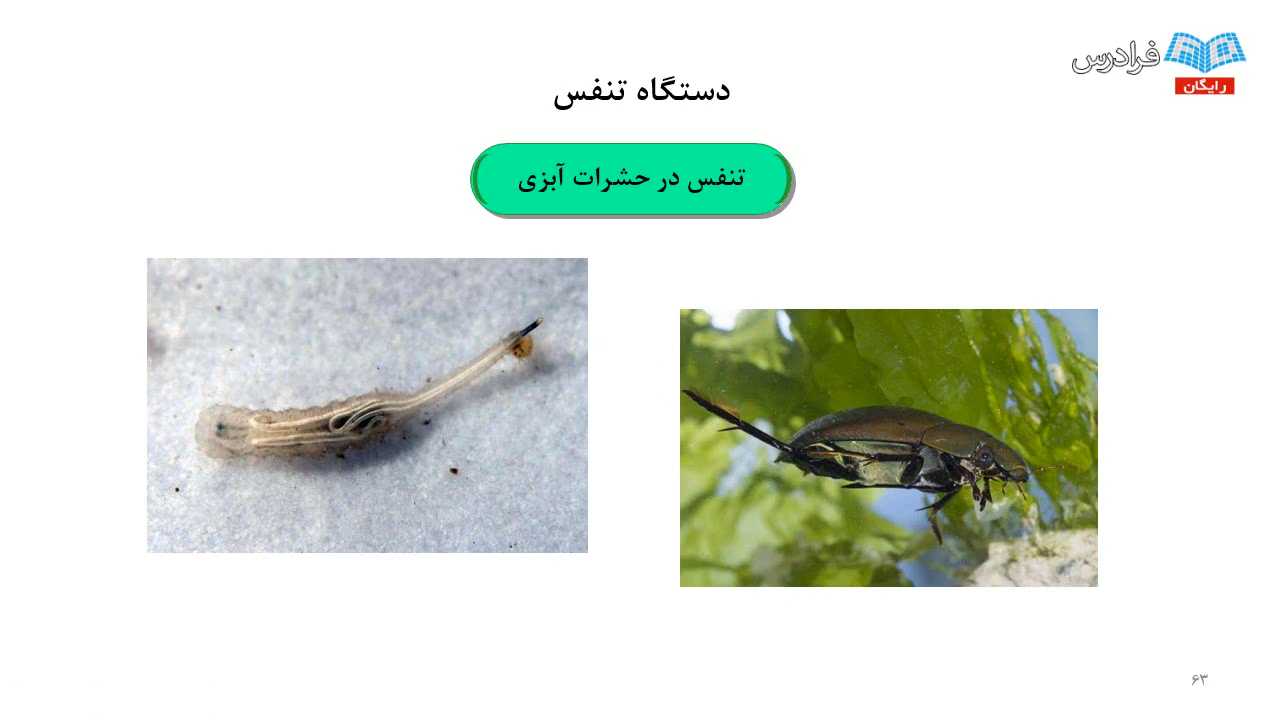 فرادرس
رایگان
دستگاه تنفس
تنفس در حشرات آبزی
۶۳